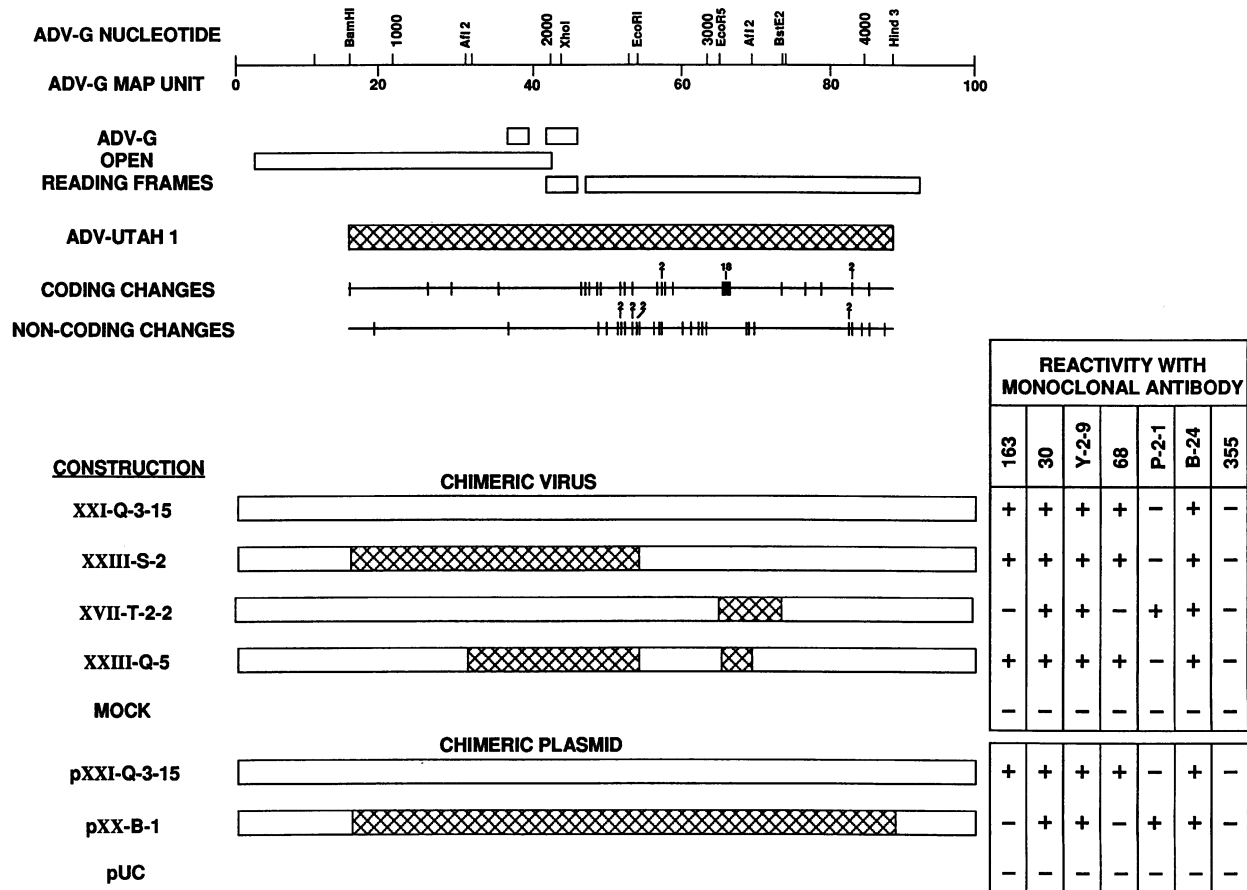 ADV-G NUCLEOTIDE
BamHI 1000 Afl 2 2000 XhoI EcoRI 3000 EcoR5 Afl 2 BstE2 4000 Hind 3
ADV-G MAP UNIT
0 20 40 60 80 100
ADV-G
OPEN
READING FRAMES
ADV-UTAH 1
2 18 2
CODING CHANGES
2 2 2 2
NON-CODING CHANGES
REACTIVITY WITH
MONOCLONAL ANTIBODY
163 30 Y-2-9 68 P-2-1 B-24 355
CONSTRUCTION
CHIMERIC VIRUS
XXI-Q-3-15 + + + + − + −
XXIII-S-2 + + + + − + −
XVII-T-2-2 − + + − + + −
XXIII-Q-5 + + + + − + −
MOCK − − − − − − −
CHIMERIC PLASMID
pXXI-Q-3-15 + + + + − + −
pXX-B-1 − + + − + + −
pUC − − − − − − −